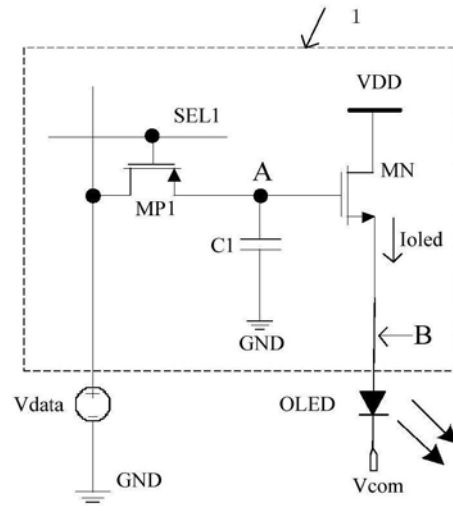 1
VDD
SEL1
A
MN
MP1
Ioled
C1
GND
B
Vdata
OLED
GND
Vcom